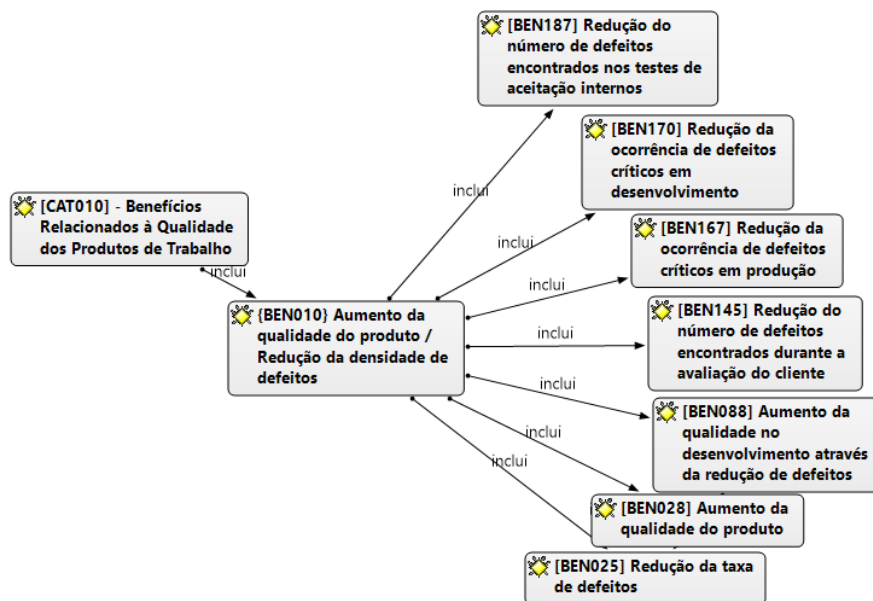 [BEN187] Redução do
número de defeitos
encontrados nos testes de
aceitação internos
[BEN170] Redução da
ocorrência de defeitos
críticos em
desenvolvimento
inclui
[CAT010] - Benefícios
Relacionados à Qualidade
dos Produtos de Trabalho
inclui
[BEN167] Redução da
ocorrência de defeitos
críticos em produção
inclui
inclui
{BEN010} Aumento da
qualidade do produto /
Redução da densidade de
defeitos
[BEN145] Redução do
número de defeitos
encontrados durante a
avaliação do cliente
inclui
inclui
[BEN088] Aumento da
qualidade no
desenvolvimento através
da redução de defeitos
inclui
inclui
[BEN028] Aumento da
qualidade do produto
[BEN025] Redução da taxa
de defeitos